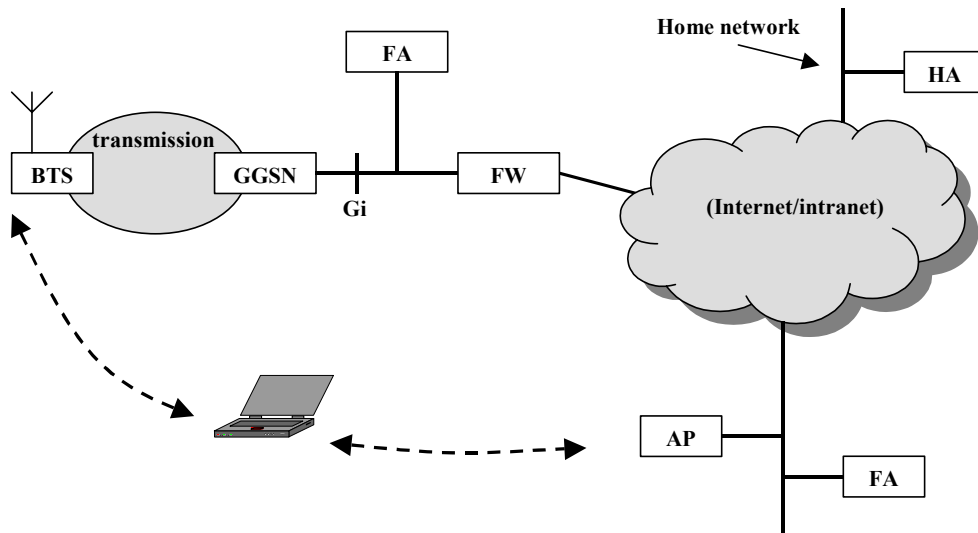 Home network
FA
HA
transmission
BTS
GGSN
FW
Gi
(Internet/intranet)
AP
FA